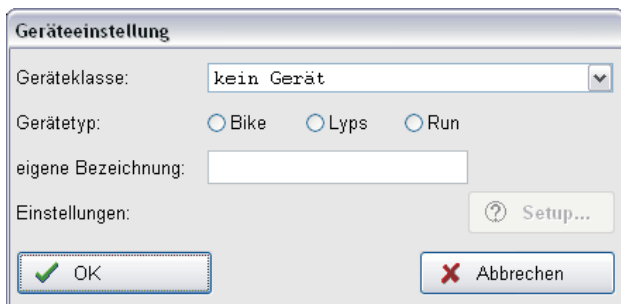 Geräteeinstellung
Geräteklasse: kein Gerät
Gerätetyp: Bike Lyps Run
eigene Bezeichnung:
Einstellungen: Setup...
OK Abbrechen